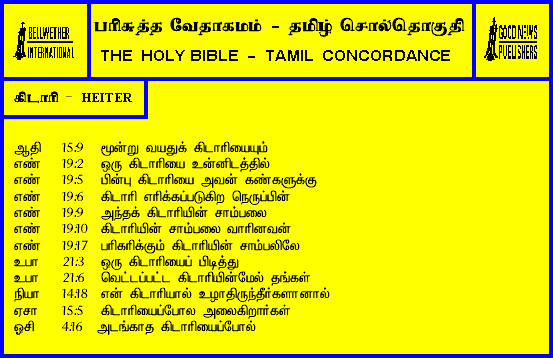 BELLWETHER
INTERNATIONAL
பரிசுத்த வேதாகமம் - தமிழ் சொல்தொகுதி
THE HOLY BIBLE - TAMIL CONCORDANCE
GOOD NEWS
PUBLISHERS
கிடாரி - HEITER
ஆதி 15:9 மூன்று வயதுக் கிடாரியையும்
எண் 19:2 ஒரு கிடாரியை உன்னிடத்தில்
எண் 19:5 பின்பு கிடாரியை அவன் கண்களுக்கு
எண் 19:6 கிடாரி எரிக்கப்படுகிற நெருப்பின்
எண் 19:9 அந்தக் கிடாரியின் சாம்பலை
எண் 19:10 கிடாரியின் சாம்பலை வாரினவன்
எண் 19:17 பரிகரிக்கும் கிடாரியின் சாம்பலிலே
உபா 21:3 ஒரு கிடாரியைப் பிடித்து
உபா 21:6 வெட்டப்பட்ட கிடாரியின்மேல் தங்கள்
நியா 14:18 என் கிடாரியால் உழாதிருந்தீர்களானால்
ஏசா 15:5 கிடாரியைப்போல அலைகிறார்கள்
ஓசி 4:16 அடங்காத கிடாரியைப்போல்